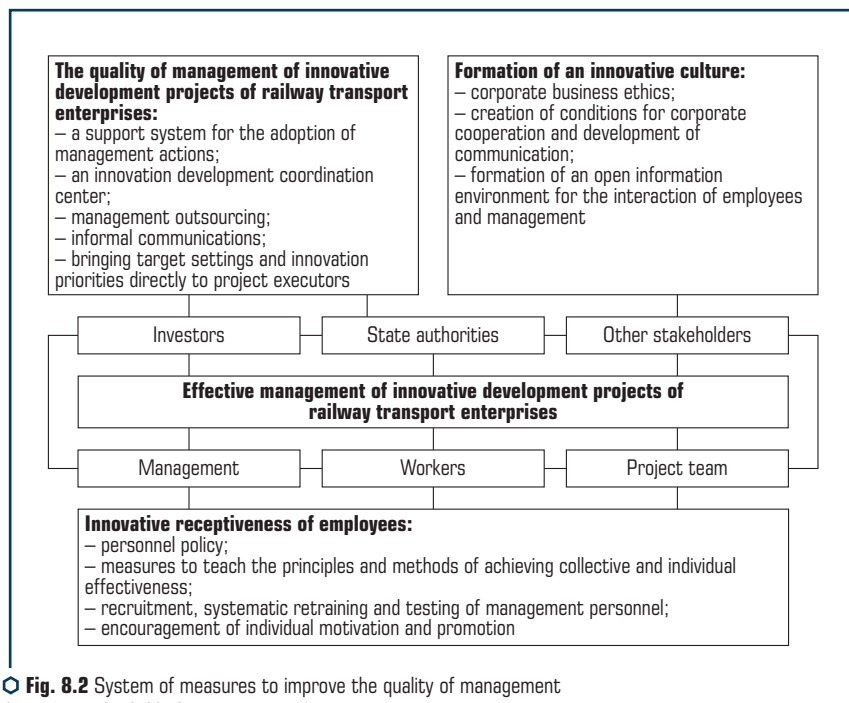 The quality of management of innovative
development projects of railway transport
enterprises:
– a support system for the adoption of
management actions;
– an innovation development coordination
center;
– management outsourcing;
– informal communications;
– bringing target settings and innovation
priorities directly to project executors
Formation of an innovative culture:
– corporate business ethics;
– creation of conditions for corporate
cooperation and development of
communication;
– formation of an open information
environment for the interaction of employees
and management
Investors
State authorities
Other stakeholders
Effective management of innovative development projects of
railway transport enterprises
Management
Workers
Project team
Innovative receptiveness of employees:
– personnel policy;
– measures to teach the principles and methods of achieving collective and individual
effectiveness;
– recruitment, systematic retraining and testing of management personnel;
– encouragement of individual motivation and promotion
Fig. 8.2 System of measures to improve the quality of management